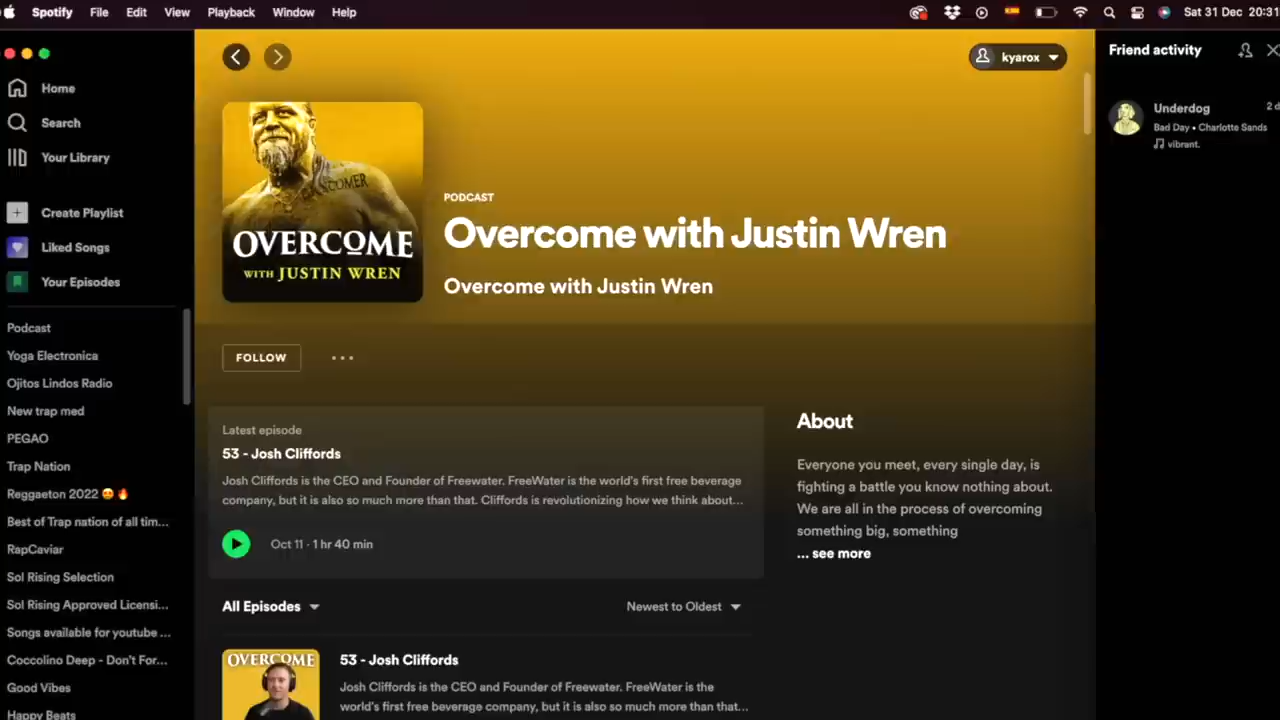 Spotify File Edit View Playback Window Help Sat 31 Dec 20:31
Home
Search
Your Library
Create Playlist
Liked Songs
Your Episodes
Podcast
Yoga Electronica
Ojitos Lindos Radio
New trap med
PEGAO
Trap Nation
Reggaeton 2022 😍🔥
Best of Trap nation of all tim...
RapCaviar
Sol Rising Selection
Sol Rising Approved Licensi...
Songs available for youtube ...
Coccolino Deep - Don't For...
Good Vibes
Happy Beats
kyarox
OVERCOME
WITH JUSTIN WREN
PODCAST
Overcome with Justin Wren
Overcome with Justin Wren
FOLLOW
Latest episode
53 - Josh Cliffords
Josh Cliffords is the CEO and Founder of Freewater. FreeWater is the world's first free beverage
company, but it is also so much more than that. Cliffords is revolutionizing how we think about...
Oct 11 · 1 hr 40 min
About
Everyone you meet, every single day, is
fighting a battle you know nothing about.
We are all in the process of overcoming
something big, something
... see more
All Episodes
Newest to Oldest
OVERCOME
53 - Josh Cliffords
Josh Cliffords is the CEO and Founder of Freewater. FreeWater is the
world's first free beverage company, but it is also so much more than that...
Friend activity
Underdog
2 d
Bad Day • Charlotte Sands
vibrant.